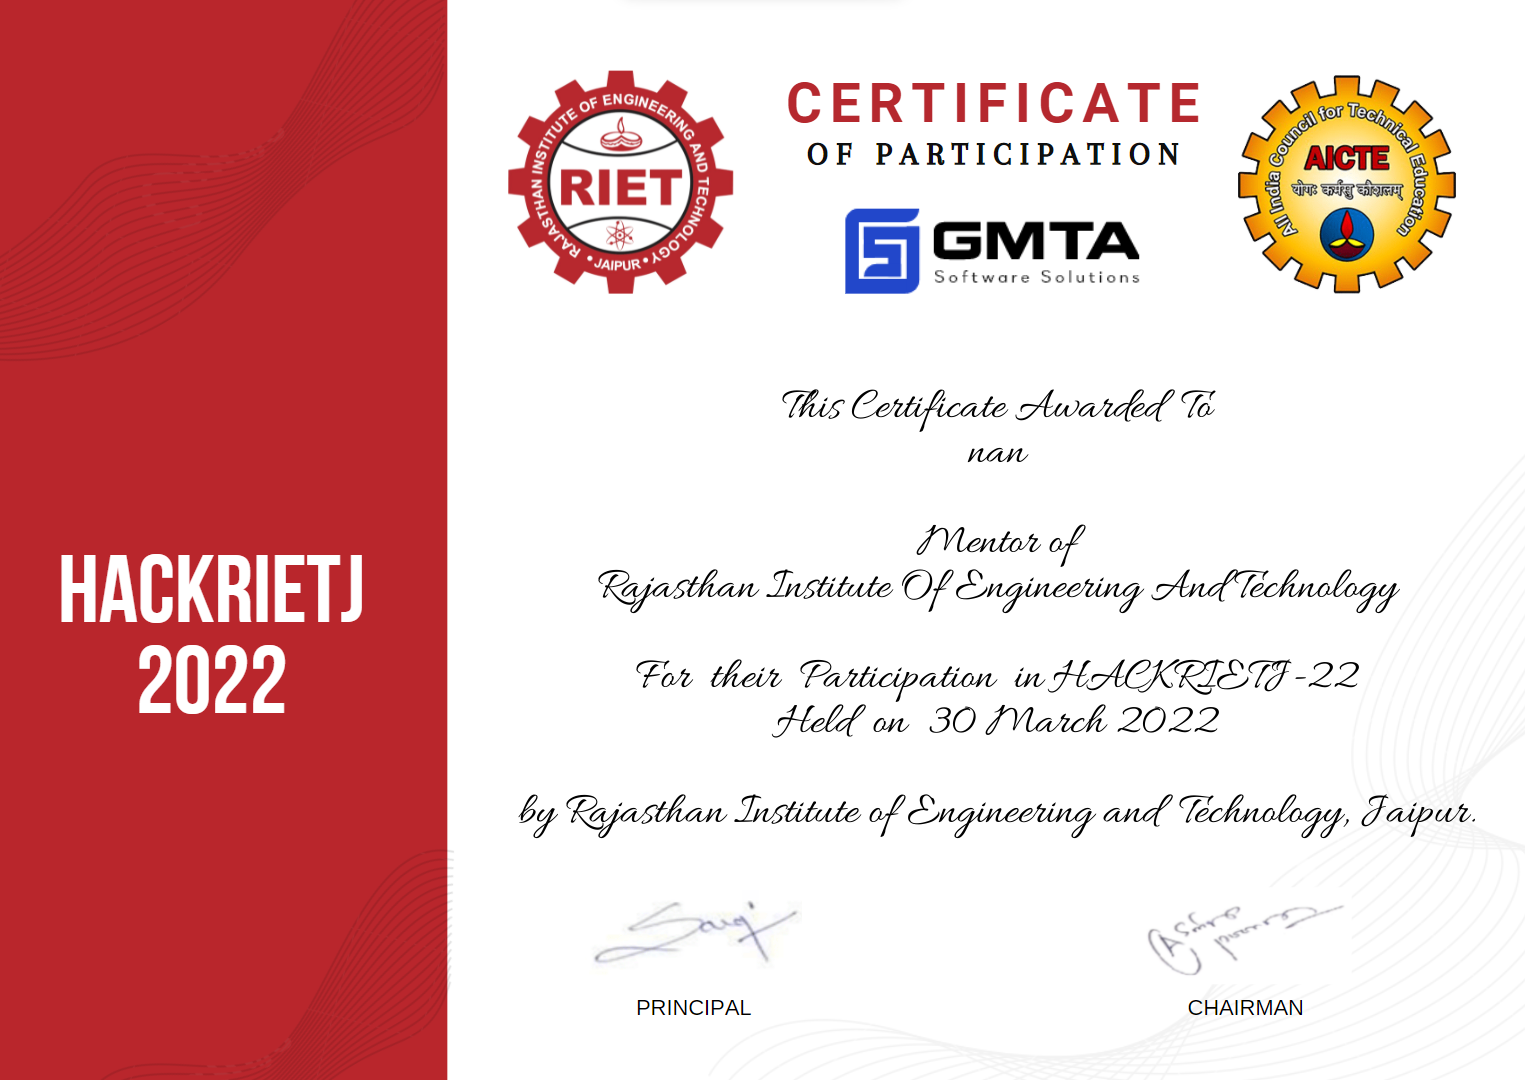 HACKRIETJ
2022
RAJASTHAN INSTITUTE OF ENGINEERING AND TECHNOLOGY
RIET
• JAIPUR •
CERTIFICATE
OF PARTICIPATION
GMTA
Software Solutions
All India Council for Technical Education
AICTE
योगः कर्मसु कौशलम्
This Certificate Awarded To
nan
Mentor of
Rajasthan Institute Of Engineering And Technology
For their Participation in HACKRIETJ-22
Held on 30 March 2022
by Rajasthan Institute of Engineering and Technology, Jaipur.
PRINCIPAL
CHAIRMAN